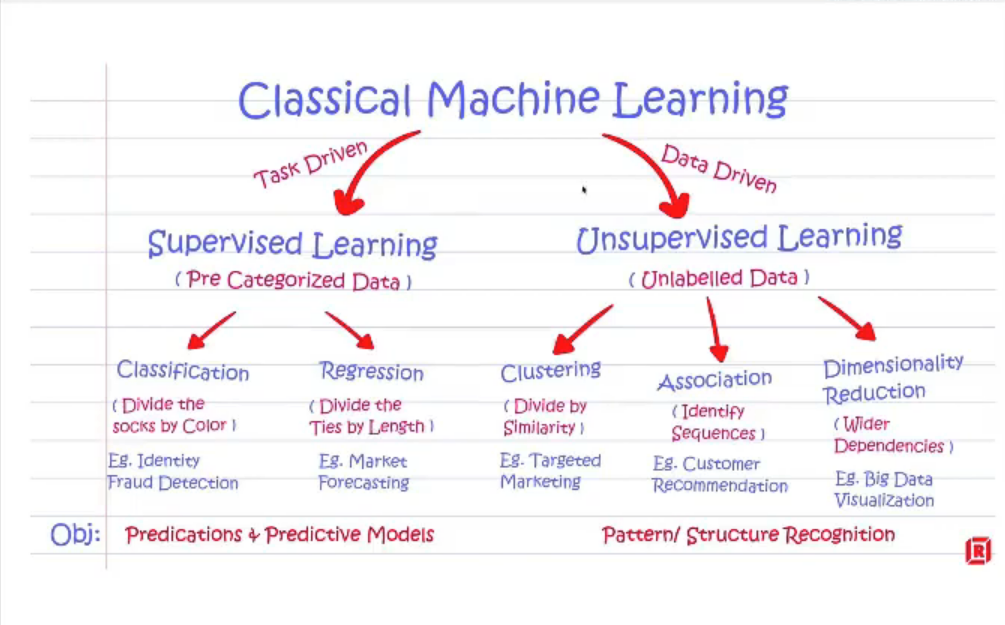 Classical Machine Learning
Task Driven
Data Driven
Supervised Learning
Unsupervised Learning
( Pre Categorized Data )
( Unlabelled Data )
Classification
( Divide the
socks by Color )
Eg. Identity
Fraud Detection
Regression
( Divide the
Ties by Length )
Eg. Market
Forecasting
Clustering
( Divide by
Similarity )
Eg. Targeted
Marketing
Association
( Identify
Sequences )
Eg. Customer
Recommendation
Dimensionality
Reduction
( Wider
Dependencies )
Eg. Big Data
Visualization
Obj: Predications & Predictive Models
Pattern/ Structure Recognition
R